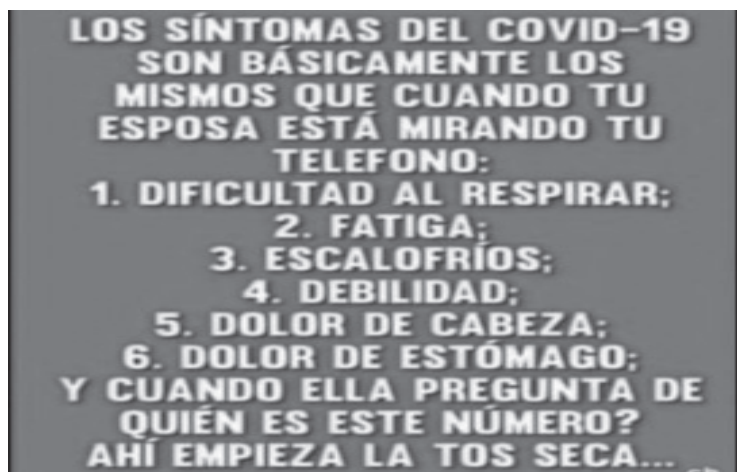 LOS SÍNTOMAS DEL COVID-19
SON BÁSICAMENTE LOS
MISMOS QUE CUANDO TU
ESPOSA ESTÁ MIRANDO TU
TELEFONO:
1. DIFICULTAD AL RESPIRAR;
2. FATIGA;
3. ESCALOFRÍOS;
4. DEBILIDAD;
5. DOLOR DE CABEZA;
6. DOLOR DE ESTÓMAGO;
Y CUANDO ELLA PREGUNTA DE
QUIÉN ES ESTE NÚMERO?
AHÍ EMPIEZA LA TOS SECA...